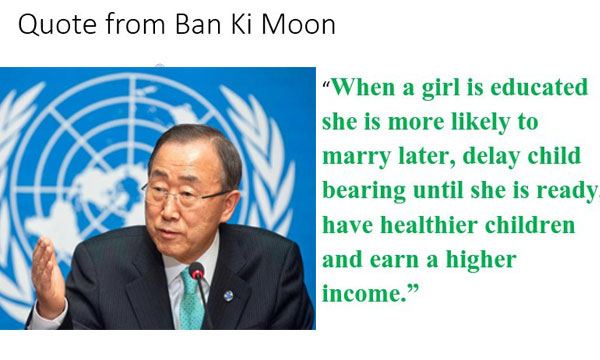 Quote from Ban Ki Moon
“When a girl is educated
she is more likely to
marry later, delay child
bearing until she is ready,
have healthier children
and earn a higher
income.”